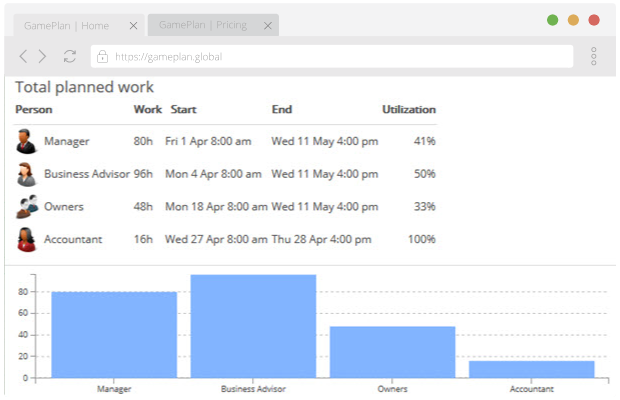 GamePlan | Home
GamePlan | Pricing
https://gameplan.global
Total planned work
Person Work Start End Utilization
Manager 80h Fri 1 Apr 8:00 am Wed 11 May 4:00 pm 41%
Business Advisor 96h Mon 4 Apr 8:00 am Wed 11 May 4:00 pm 50%
Owners 48h Mon 18 Apr 8:00 am Wed 11 May 4:00 pm 33%
Accountant 16h Wed 27 Apr 8:00 am Thu 28 Apr 4:00 pm 100%
80
60
40
20
0
Manager Business Advisor Owners Accountant